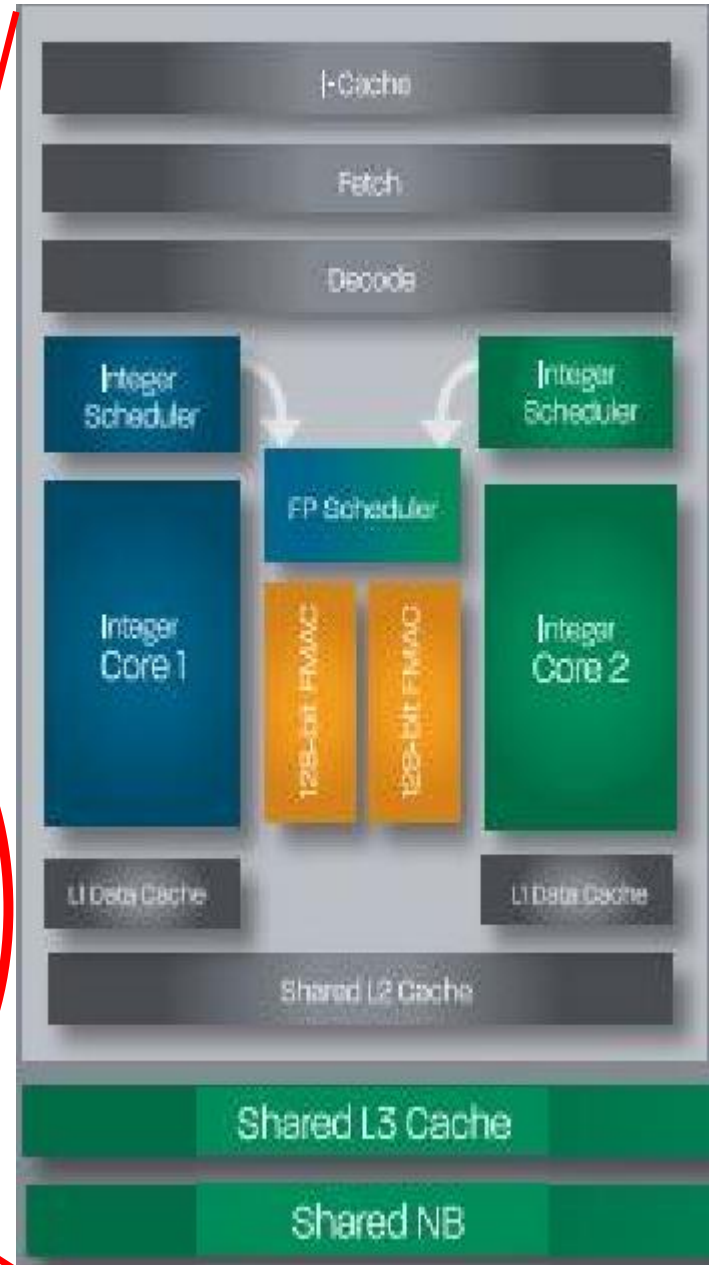 I-Cache
Fetch
Decode
Integer
Scheduler
Integer
Scheduler
FP Scheduler
Integer
Core 1
128-bit FMAC
128-bit FMAC
Integer
Core 2
L1 Data Cache
L1 Data Cache
Shared L2 Cache
Shared L3 Cache
Shared NB